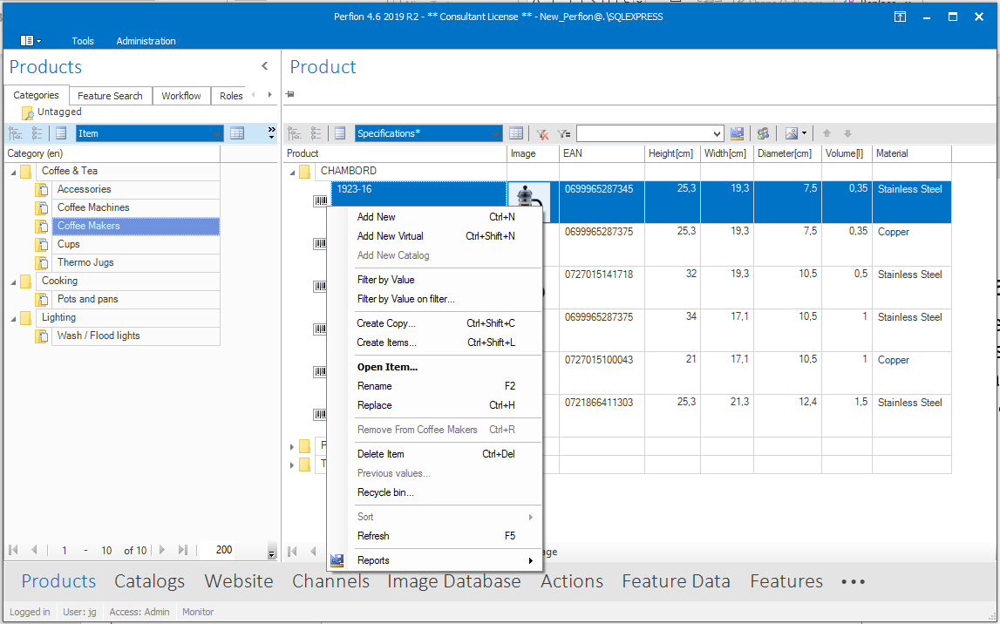 Perfion 4.6 2019 R2 - ** Consultant License ** - New_Perfion@.\SQLEXPRESS
Tools Administration
Products
Categories Feature Search Workflow Roles
Untagged
Item
Category (en)
Coffee & Tea
Accessories
Coffee Machines
Coffee Makers
Cups
Thermo Jugs
Cooking
Pots and pans
Lighting
Wash / Flood lights
1 - 10 of 10 200
Product
Specifications*
Product Image EAN Height[cm] Width[cm] Diameter[cm] Volume[l] Material
CHAMBORD
1923-16 0699965287345 25,3 19,3 7,5 0,35 Stainless Steel
0699965287375 25,3 19,3 7,5 0,35 Copper
0727015141718 32 19,3 10,5 0,5 Stainless Steel
0699965287375 34 17,1 10,5 1 Stainless Steel
0727015100043 21 17,1 10,5 1 Copper
0721866411303 25,3 21,3 12,4 1,5 Stainless Steel
Add New Ctrl+N
Add New Virtual Ctrl+Shift+N
Add New Catalog
Filter by Value
Filter by Value on filter...
Create Copy... Ctrl+Shift+C
Create Items... Ctrl+Shift+L
Open Item...
Rename F2
Replace Ctrl+H
Remove From Coffee Makers Ctrl+R
Delete Item Ctrl+Del
Previous values...
Recycle bin...
Sort
Refresh F5
Reports
Products Catalogs Website Channels Image Database Actions Feature Data Features •••
Logged in User: jg Access: Admin Monitor